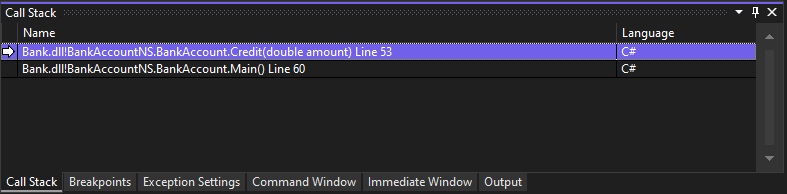 Call Stack
Name Language
Bank.dll!BankAccountNS.BankAccount.Credit(double amount) Line 53 C#
Bank.dll!BankAccountNS.BankAccount.Main() Line 60 C#
Call Stack Breakpoints Exception Settings Command Window Immediate Window Output